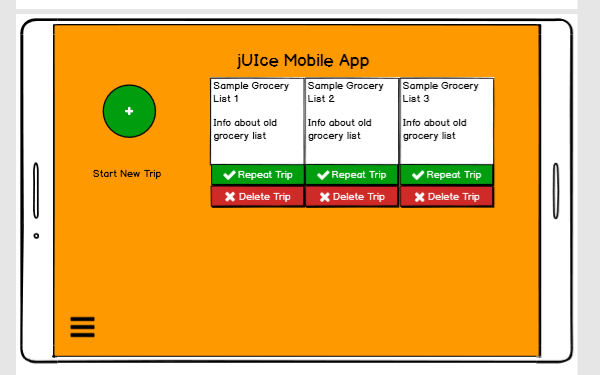 jUIce Mobile App
+
Start New Trip
Sample Grocery
List 1
Info about old
grocery list
Repeat Trip
Delete Trip
Sample Grocery
List 2
Info about old
grocery list
Repeat Trip
Delete Trip
Sample Grocery
List 3
Info about old
grocery list
Repeat Trip
Delete Trip